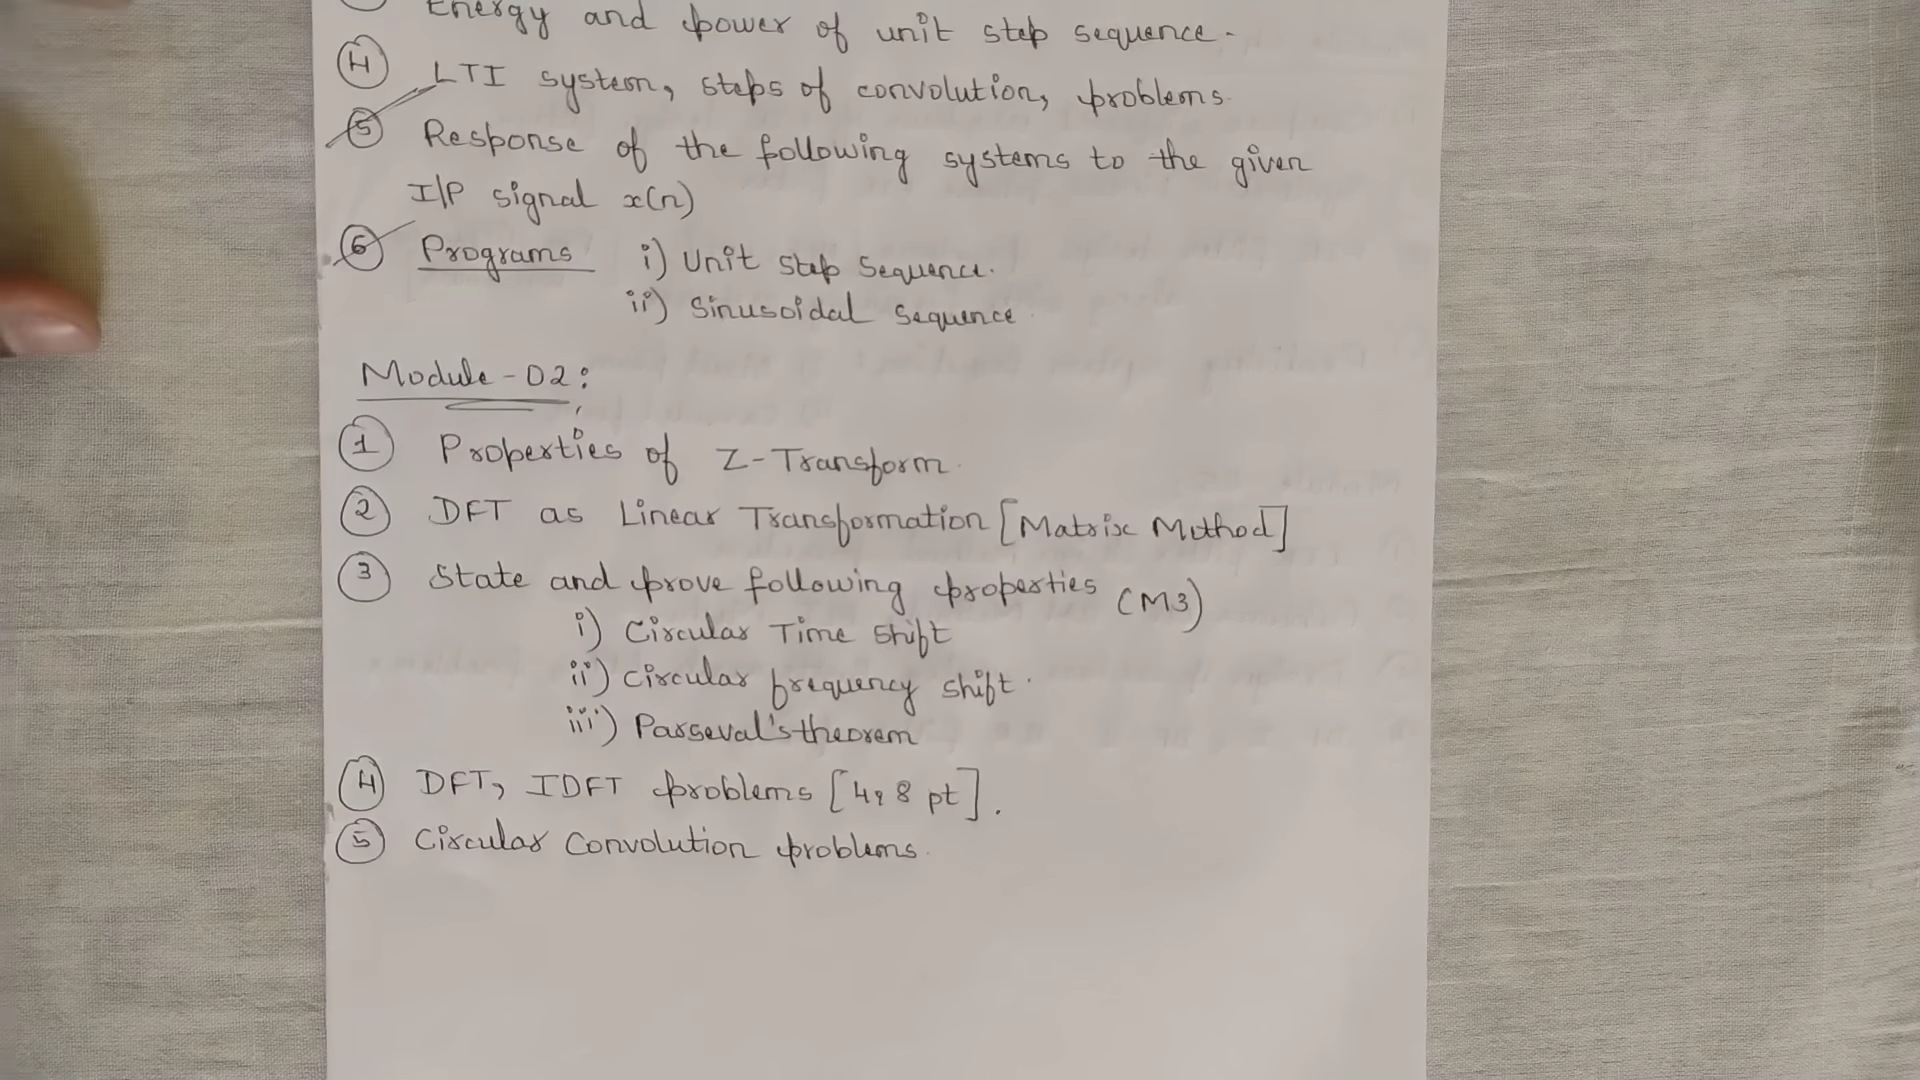 Energy and power of unit step sequence.
4 LTI system, steps of convolution, problems.
5 Response of the following systems to the given
I/P signal x(n)
6 Programs i) Unit step sequence.
ii) Sinusoidal sequence
Module-02:
1 Properties of Z-Transform.
2 DFT as Linear Transformation [Matrix Method]
3 State and prove following properties (M3)
i) Circular Time shift
ii) Circular frequency shift.
iii) Parseval's theorem
4 DFT, IDFT problems [4, 8 pt].
5 Circular Convolution problems.